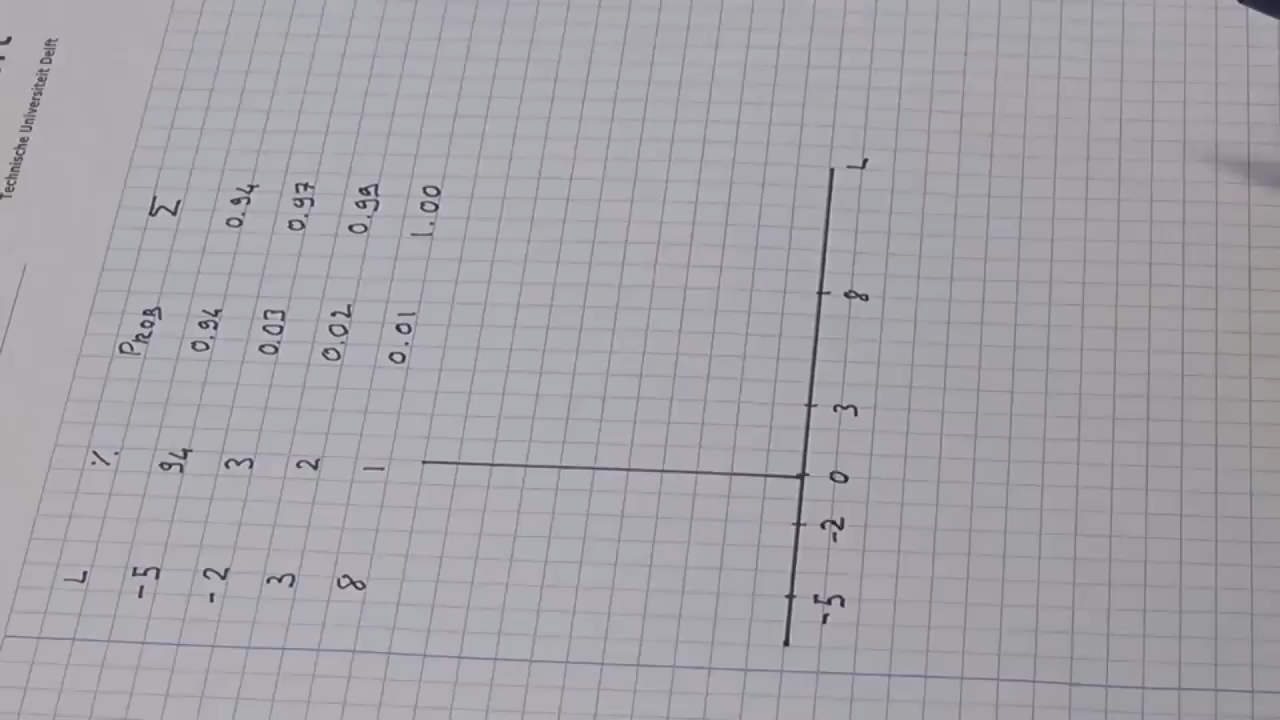 Technische Universiteit Delft
L % PROB Σ
-5 94 0.94 0.94
-2 3 0.03 0.97
3 2 0.02 0.99
8 1 0.01 1.00
-5 -2 0 3 8 L